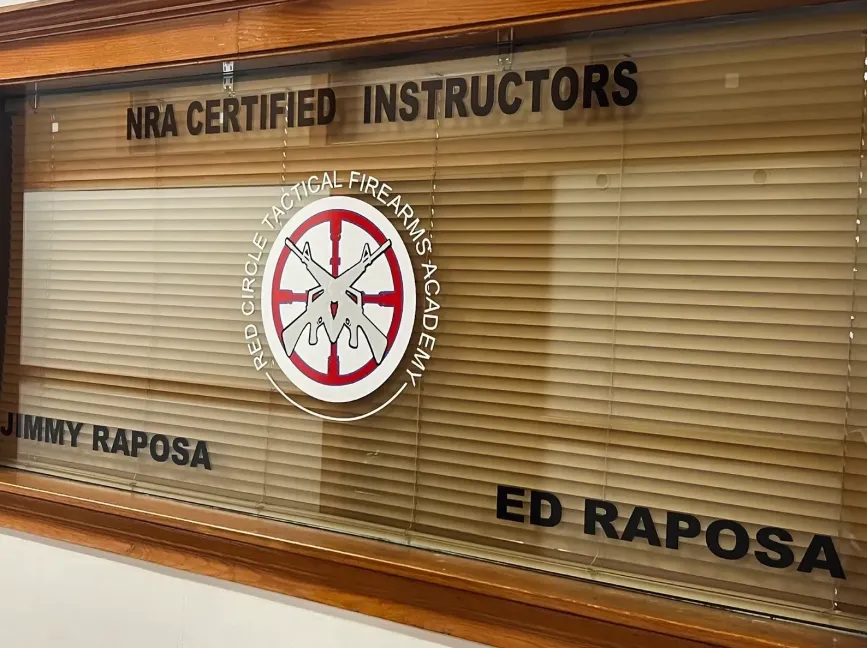 NRA CERTIFIED INSTRUCTORS
RED CIRCLE TACTICAL FIREARMS ACADEMY
JIMMY RAPOSA
ED RAPOSA